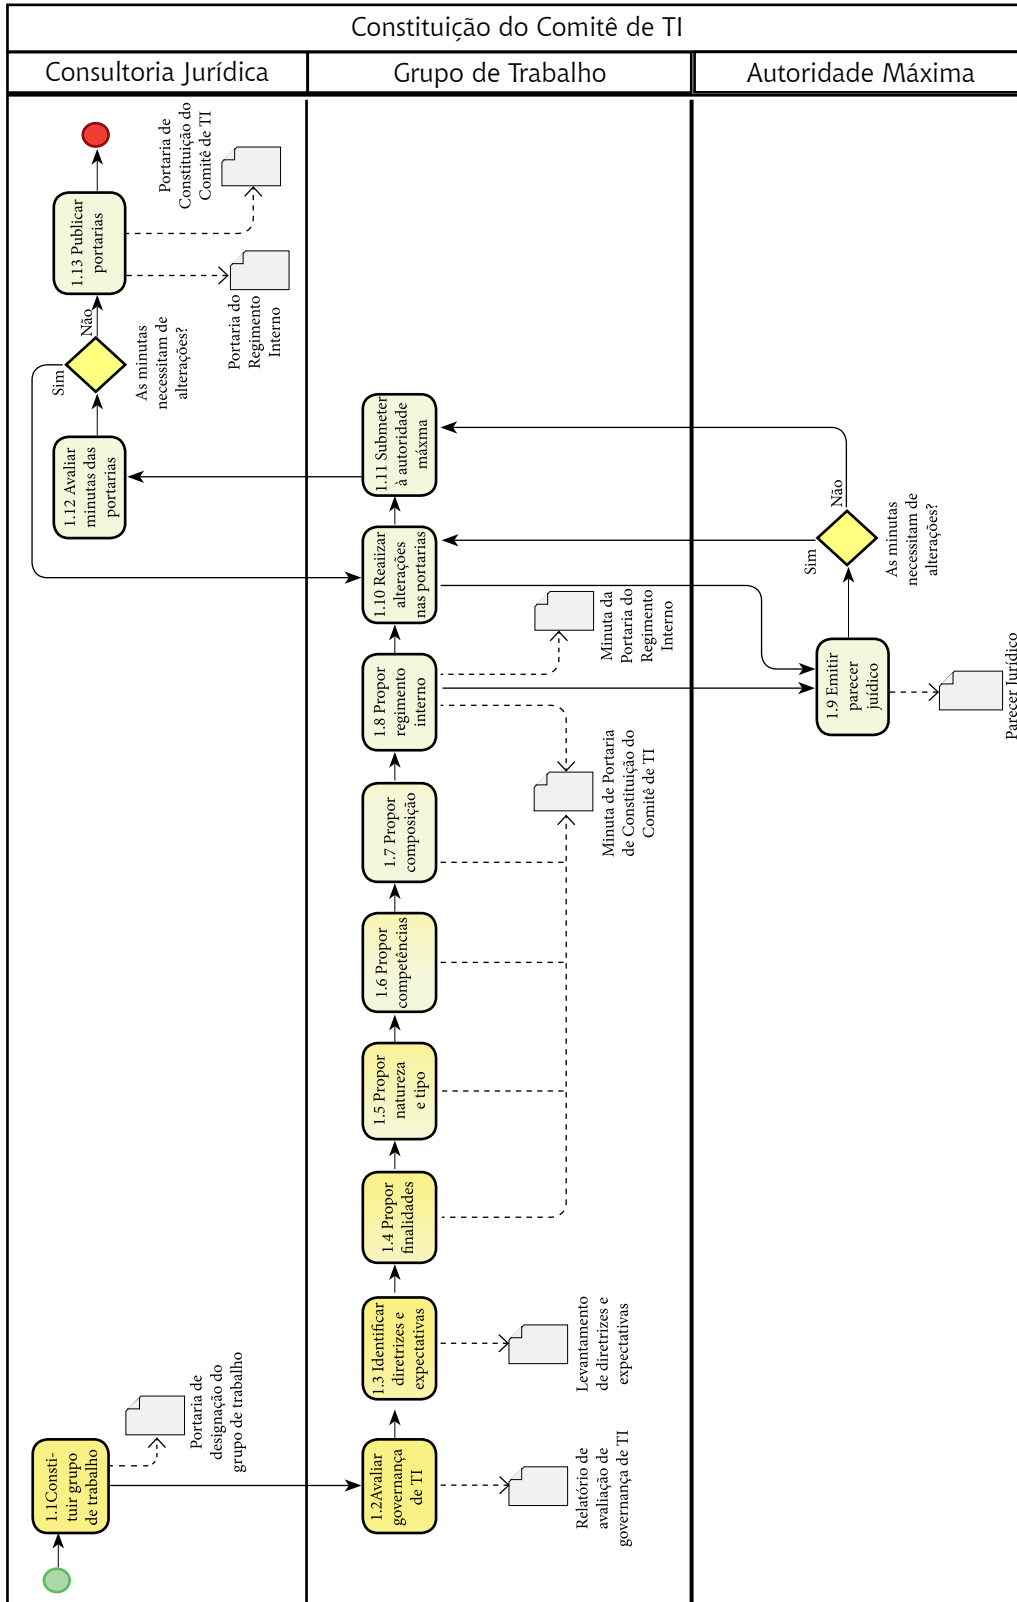 Constituição do Comitê de TI
Consultoria Jurídica
Grupo de Trabalho
Autoridade Máxima
1.1Consti-
tuir grupo
de trabalho
Portaria de
designação do
grupo de trabalho
1.2Avaliar
governança
de TI
Relatório de
avaliação de
governança de TI
1.3 Identificar
diretrizes e
expectativas
Levantamento
de diretrizes e
expectativas
1.4 Propor
finalidades
1.5 Propor
natureza
e tipo
1.6 Propor
competências
1.7 Propor
composição
Minuta de Portaria
de Constituição do
Comitê de TI
1.8 Propor
regimento
interno
Minuta da
Portaria do
Regimento
Interno
1.9 Emitir
parecer
jurídico
Parecer Jurídico
As minutas
necessitam de
alterações?
Sim
Não
1.10 Realizar
alterações
nas portarias
1.11 Submeter
à autoridade
máxma
1.12 Avaliar
minutas das
portarias
As minutas
necessitam de
alterações?
Sim
Não
1.13 Publicar
portarias
Portaria do
Regimento
Interno
Portaria de
Constituição do
Comitê de TI